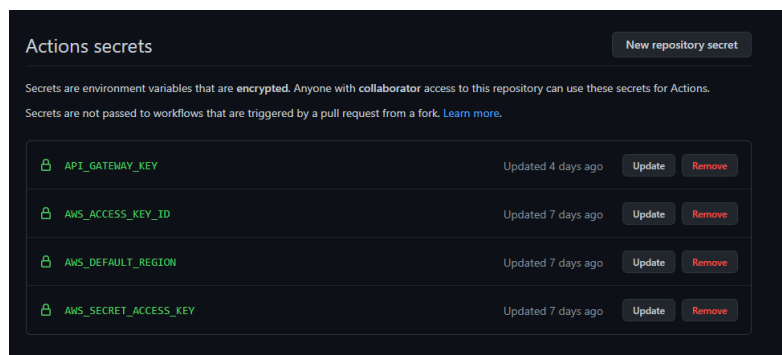 Actions secrets
New repository secret
Secrets are environment variables that are encrypted. Anyone with collaborator access to this repository can use these secrets for Actions.
Secrets are not passed to workflows that are triggered by a pull request from a fork. Learn more.
API_GATEWAY_KEY Updated 4 days ago Update Remove
AWS_ACCESS_KEY_ID Updated 7 days ago Update Remove
AWS_DEFAULT_REGION Updated 7 days ago Update Remove
AWS_SECRET_ACCESS_KEY Updated 7 days ago Update Remove